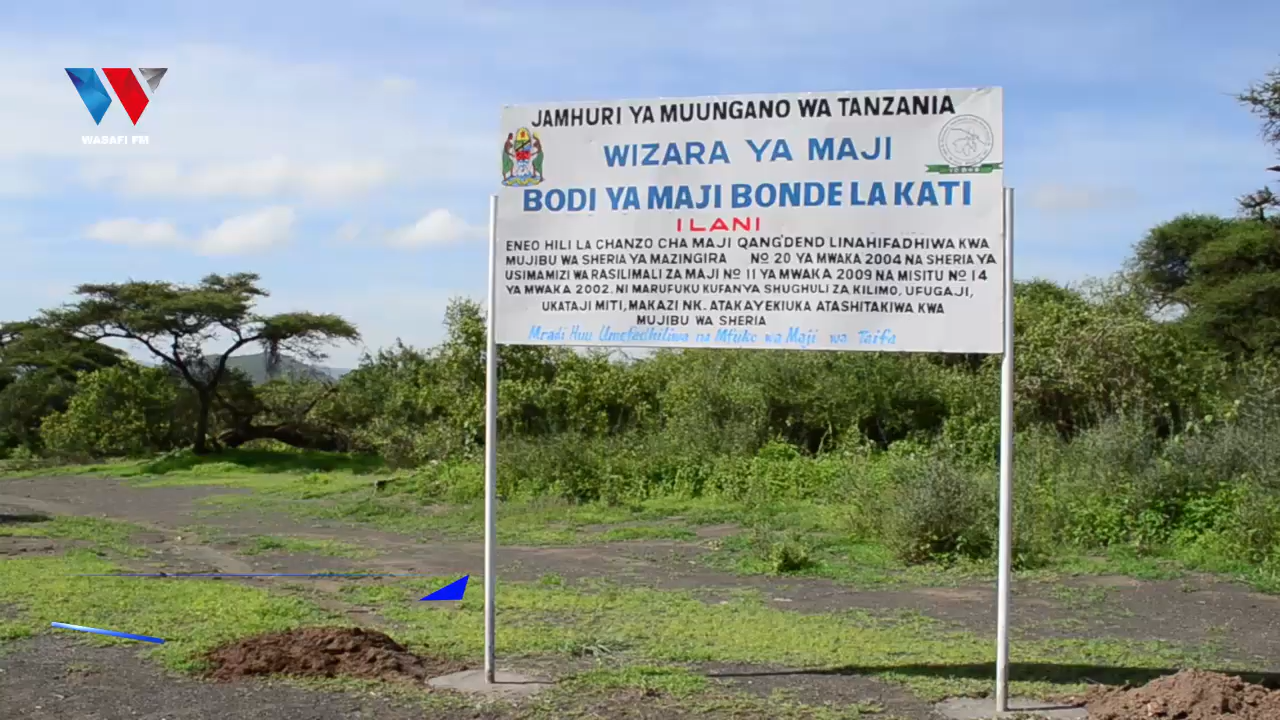 WASAFI FM
JAMHURI YA MUUNGANO WA TANZANIA
WIZARA YA MAJI
BODI YA MAJI BONDE LA KATI
ILANI
ENEO HILI LA CHANZO CHA MAJI QANG'DEND LINAHIFADHIWA KWA
MUJIBU WA SHERIA YA MAZINGIRA No 20 YA MWAKA 2004 NA SHERIA YA
USIMAMIZI WA RASILIMALI ZA MAJI No 11 YA MWAKA 2009 NA MISITU No 14
YA MWAKA 2002. NI MARUFUKU KUFANYA SHUGHULI ZA KILIMO, UFUGAJI,
UKATAJI MITI, MAKAZI NK. ATAKAYEKIUKA ATASHITAKIWA KWA
MUJIBU WA SHERIA
Mradi Huu Umefadhiliwa na Mfuko wa Maji wa Taifa